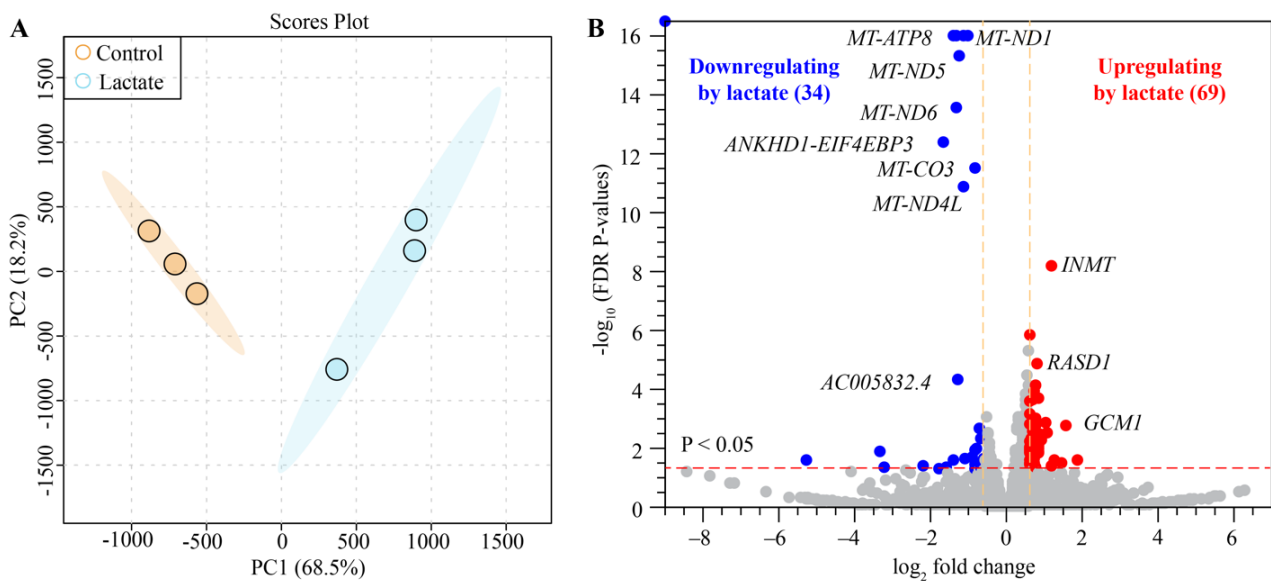 A
Scores Plot
Control
Lactate
1500
1000
500
0
-500
-1000
-1500
PC2 (18.2%)
-1000
-500
0
500
1000
1500
PC1 (68.5%)
B
16
14
12
10
8
6
4
2
0
-log10 (FDR P-values)
MT-ATP8
MT-ND1
Downregulating
by lactate (34)
Upregulating
by lactate (69)
MT-ND5
MT-ND6
ANKHD1-EIF4EBP3
MT-CO3
MT-ND4L
INMT
RASD1
AC005832.4
GCM1
P < 0.05
−8
−6
−4
−2
0
2
4
6
log2 fold change